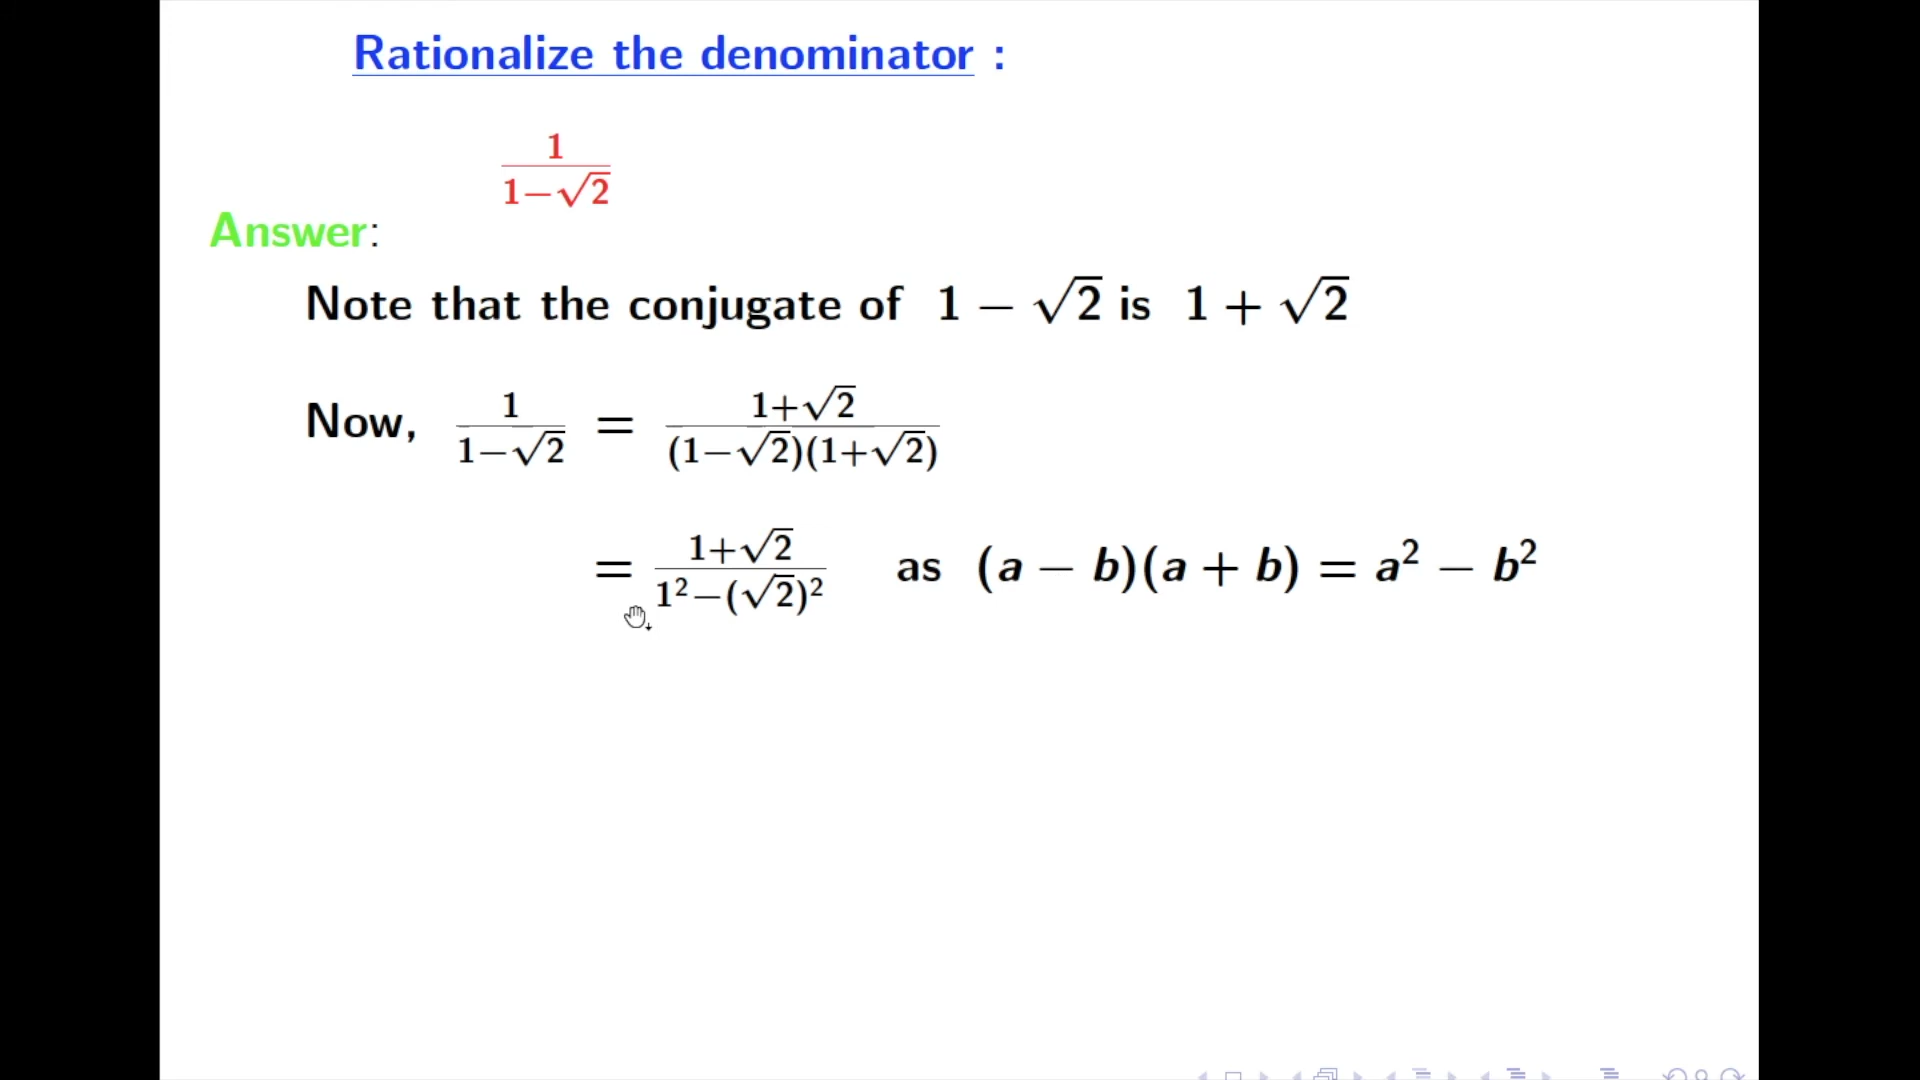 Rationalize the denominator :
1/(1−√2)
Answer:
Note that the conjugate of 1 − √2 is 1 + √2
Now, 1/(1−√2) = (1+√2)/((1−√2)(1+√2))
= (1+√2)/(1²−(√2)²) as (a − b)(a + b) = a² − b²